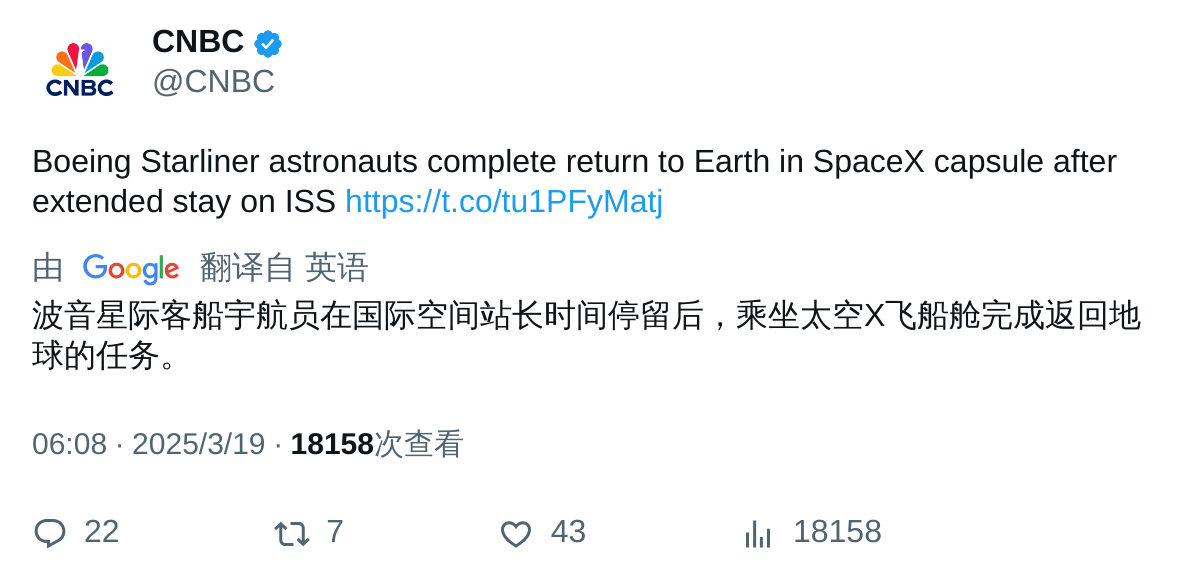 CNBC
CNBC
@CNBC
Boeing Starliner astronauts complete return to Earth in SpaceX capsule after
extended stay on ISS https://t.co/tu1PFyMatj
由 Google 翻译自 英语
波音星际客船宇航员在国际空间站长时间停留后，乘坐太空X飞船舱完成返回地
球的任务。
06:08 · 2025/3/19 · 18158次查看
22 7 43 18158